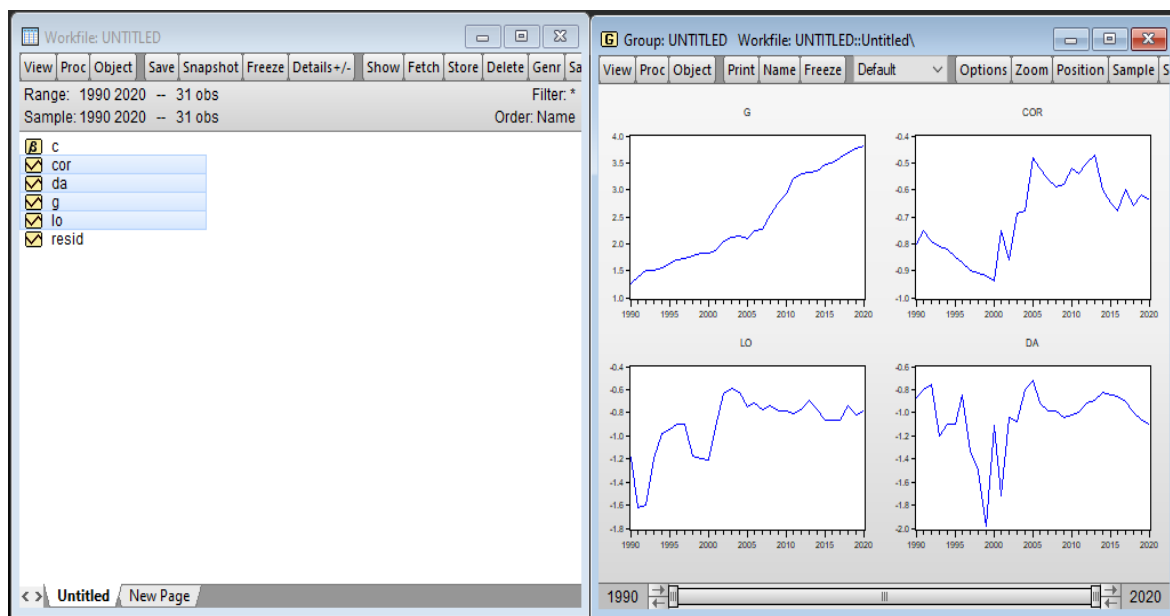 Workfile: UNTITLED
View Proc Object Save Snapshot Freeze Details+/- Show Fetch Store Delete Genr Sa
Range: 1990 2020 -- 31 obs Filter: *
Sample: 1990 2020 -- 31 obs Order: Name
β c
cor
da
g
lo
resid
< > Untitled New Page
G Group: UNTITLED Workfile: UNTITLED::Untitled\
View Proc Object Print Name Freeze Default Options Zoom Position Sample S
G
4.0
3.5
3.0
2.5
2.0
1.5
1.0
1990 1995 2000 2005 2010 2015 2020
COR
-0.4
-0.5
-0.6
-0.7
-0.8
-0.9
-1.0
1990 1995 2000 2005 2010 2015 2020
LO
-0.4
-0.6
-0.8
-1.0
-1.2
-1.4
-1.6
-1.8
1990 1995 2000 2005 2010 2015 2020
DA
-0.6
-0.8
-1.0
-1.2
-1.4
-1.6
-1.8
-2.0
1990 1995 2000 2005 2010 2015 2020
1990 2020